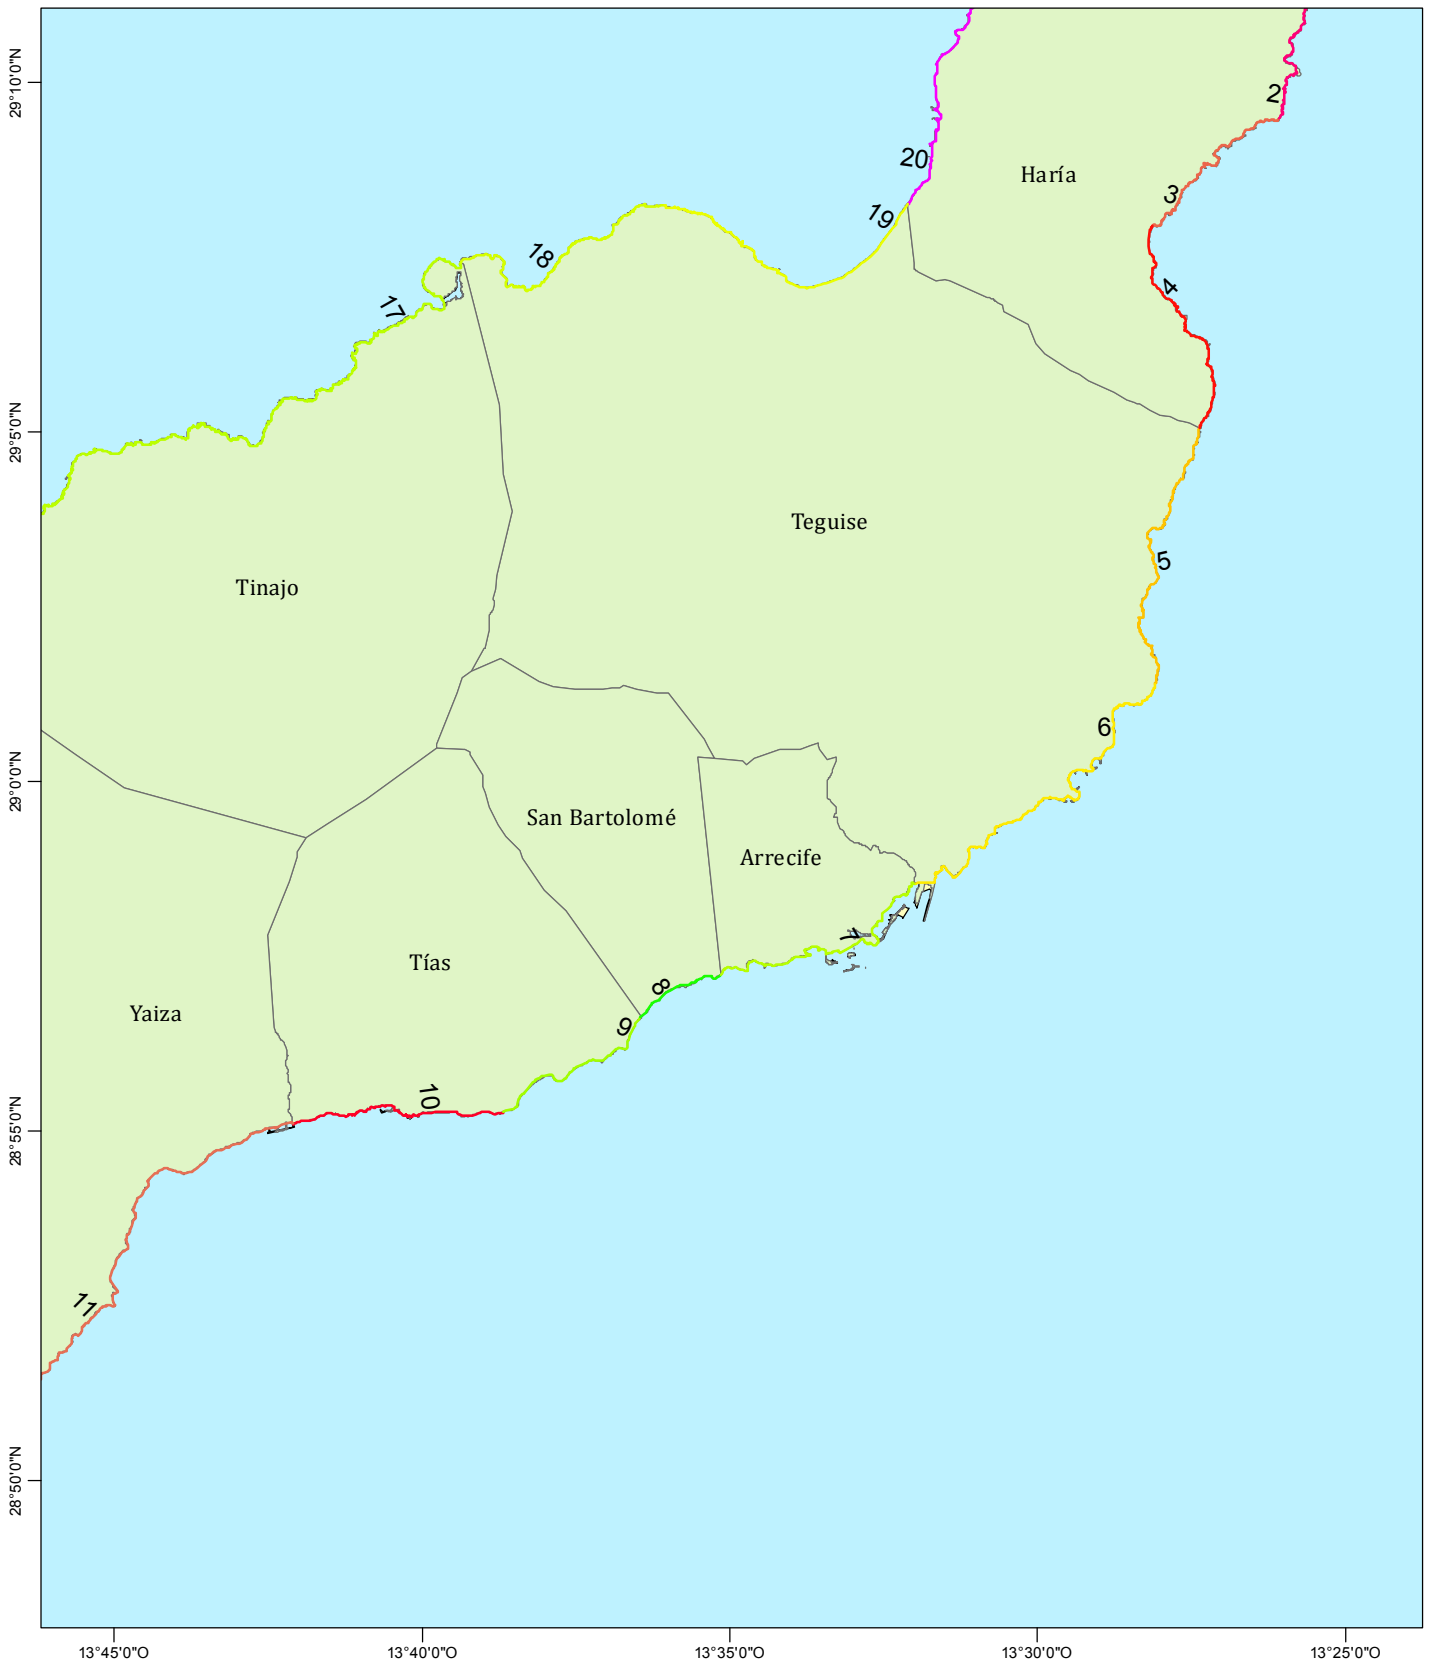 29°10'0"N
2
20
Haría
3
19
18
4
17
29°5'0"N
Teguise
5
Tinajo
6
29°0'0"N
San Bartolomé
Arrecife
7
Tías
8
Yaiza
9
10
28°55'0"N
11
28°50'0"N
13°45'0"O
13°40'0"O
13°35'0"O
13°30'0"O
13°25'0"O